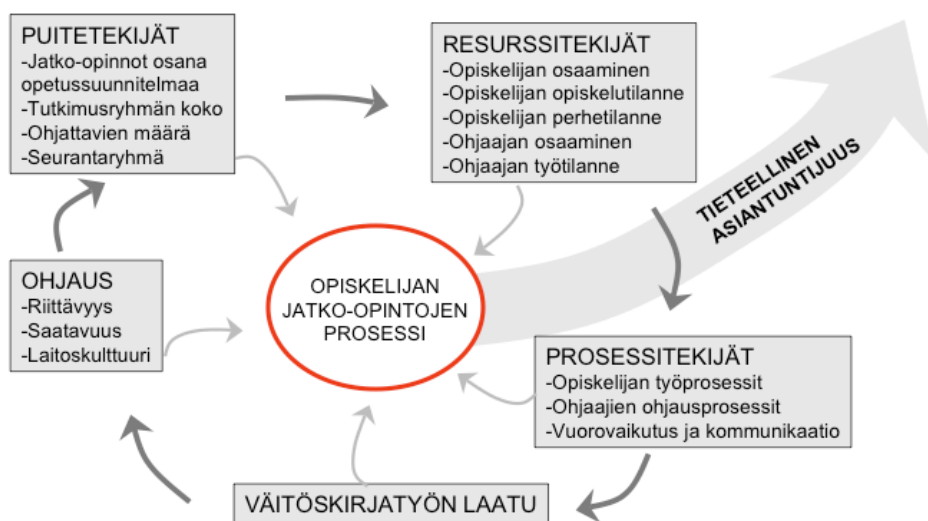 PUITETEKIJÄT
-Jatko-opinnot osana
opetussuunnitelmaa
-Tutkimusryhmän koko
-Ohjattavien määrä
-Seurantaryhmä
RESURSSITEKIJÄT
-Opiskelijan osaaminen
-Opiskelijan opiskelutilanne
-Opiskelijan perhetilanne
-Ohjaajan osaaminen
-Ohjaajan työtilanne
TIETEELLINEN
ASIANTUNTIJUUS
OHJAUS
-Riittävyys
-Saatavuus
-Laitoskulttuuri
OPISKELIJAN
JATKO-OPINTOJEN
PROSESSI
PROSESSITEKIJÄT
-Opiskelijan työprosessit
-Ohjaajien ohjausprosessit
-Vuorovaikutus ja kommunikaatio
VÄITÖSKIRJATYÖN LAATU